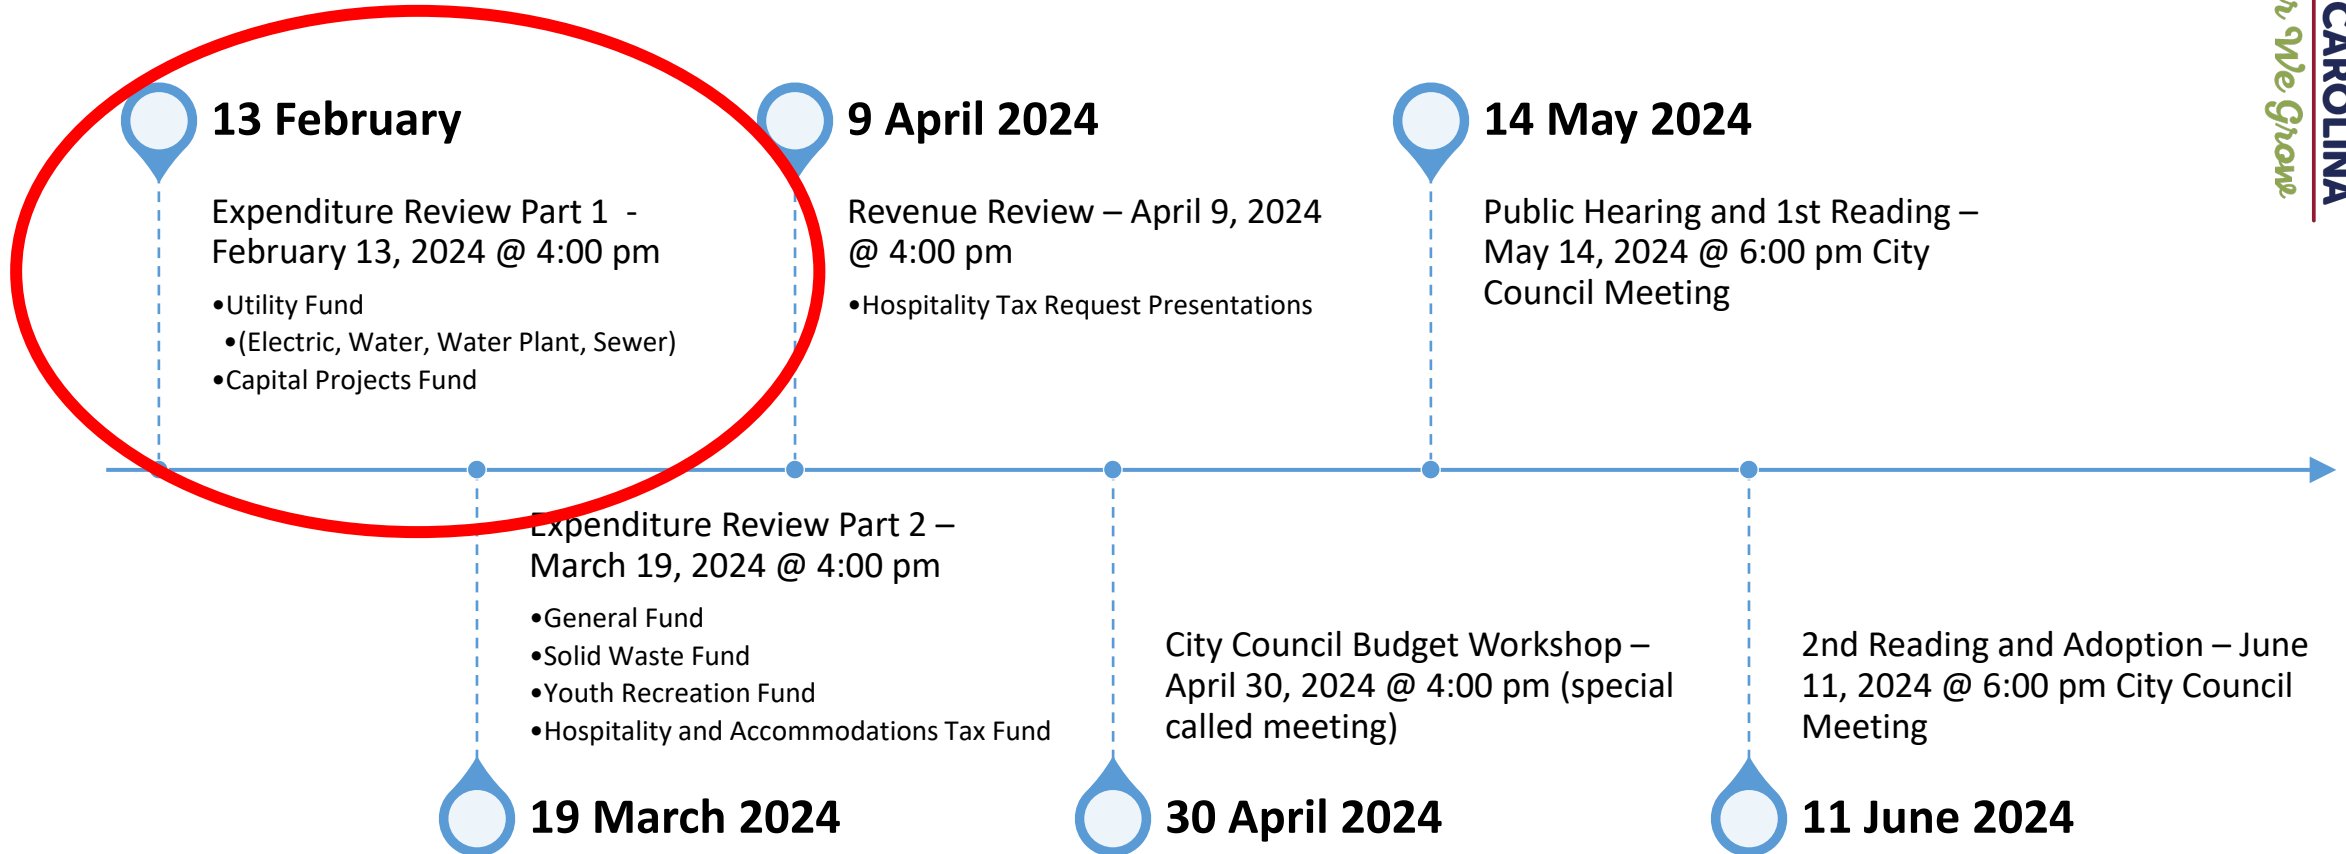 13 February
Expenditure Review Part 1 -
February 13, 2024 @ 4:00 pm
•Utility Fund
•(Electric, Water, Water Plant, Sewer)
•Capital Projects Fund
9 April 2024
Revenue Review – April 9, 2024
@ 4:00 pm
•Hospitality Tax Request Presentations
14 May 2024
Public Hearing and 1st Reading –
May 14, 2024 @ 6:00 pm City
Council Meeting
CAROLINA
We Grow
Expenditure Review Part 2 –
March 19, 2024 @ 4:00 pm
•General Fund
•Solid Waste Fund
•Youth Recreation Fund
•Hospitality and Accommodations Tax Fund
19 March 2024
City Council Budget Workshop –
April 30, 2024 @ 4:00 pm (special
called meeting)
30 April 2024
2nd Reading and Adoption – June
11, 2024 @ 6:00 pm City Council
Meeting
11 June 2024